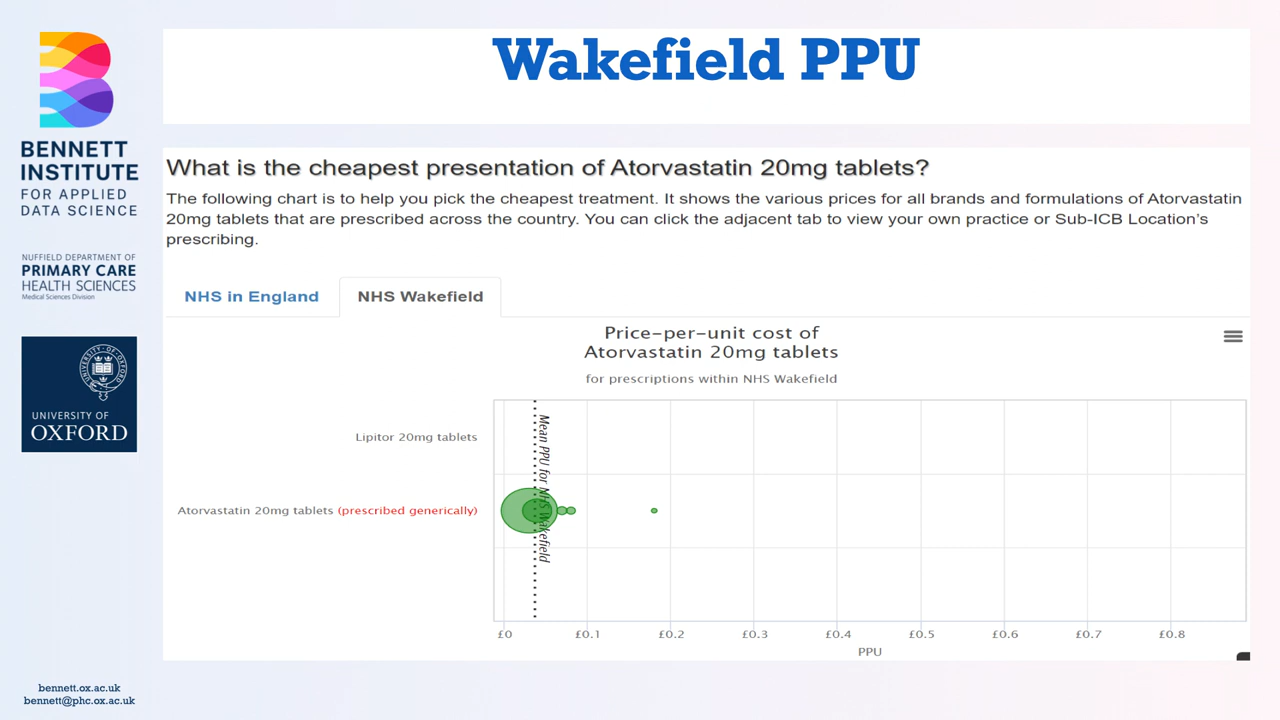 Wakefield PPU
BENNETT
INSTITUTE
FOR APPLIED
DATA SCIENCE
NUFFIELD DEPARTMENT OF
PRIMARY CARE
HEALTH SCIENCES
Medical Sciences Division
UNIVERSITY OF
OXFORD
What is the cheapest presentation of Atorvastatin 20mg tablets?
The following chart is to help you pick the cheapest treatment. It shows the various prices for all brands and formulations of Atorvastatin
20mg tablets that are prescribed across the country. You can click the adjacent tab to view your own practice or Sub-ICB Location's
prescribing.
NHS in England
NHS Wakefield
Price-per-unit cost of
Atorvastatin 20mg tablets
for prescriptions within NHS Wakefield
Mean PPU for NHS Wakefield
Lipitor 20mg tablets
Atorvastatin 20mg tablets (prescribed generically)
£0 £0.1 £0.2 £0.3 £0.4 £0.5 £0.6 £0.7 £0.8
PPU
bennett.ox.ac.uk
bennett@phc.ox.ac.uk